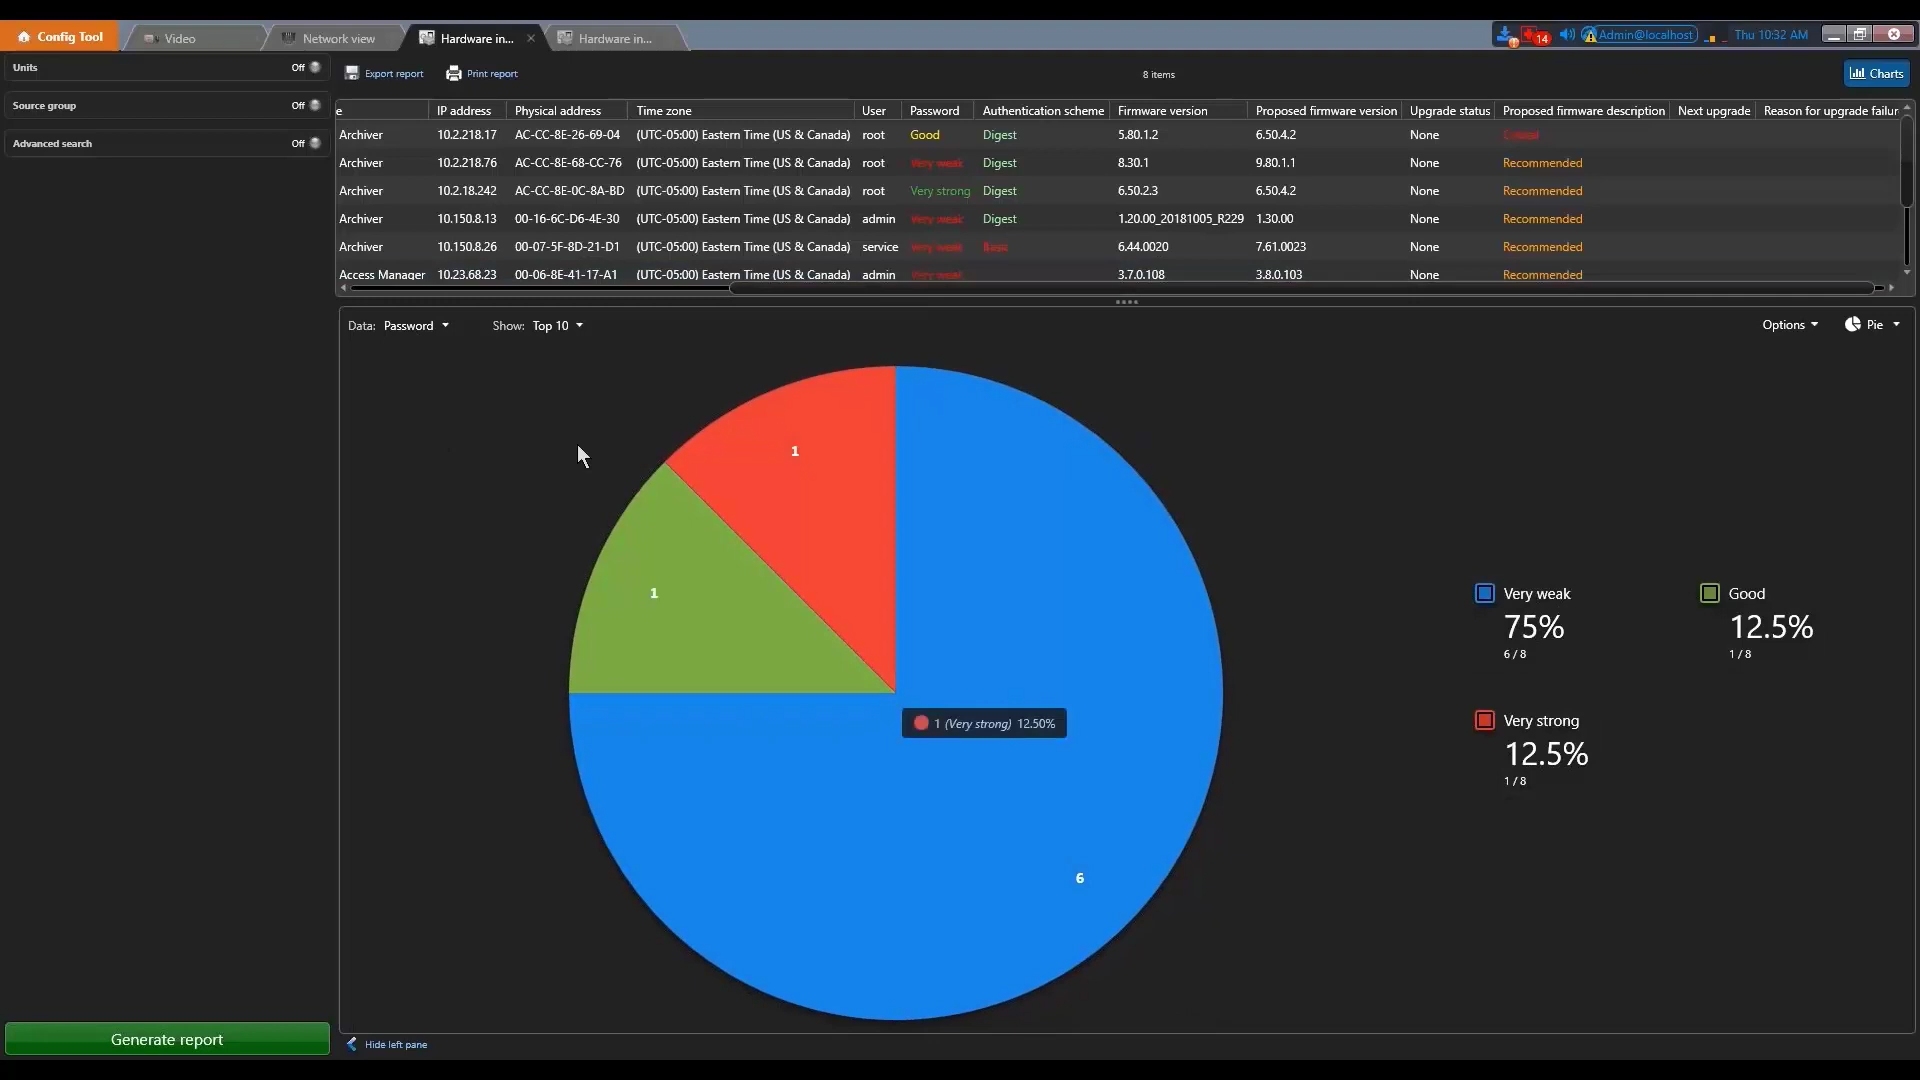 Config Tool
Video
Network view
Hardware in...
Hardware in...
14
Admin@localhost
Thu 10:32 AM
Units Off
Source group Off
Advanced search Off
Export report
Print report
8 items
Charts
e IP address Physical address Time zone User Password Authentication scheme Firmware version Proposed firmware version Upgrade status Proposed firmware description Next upgrade Reason for upgrade failur
Archiver 10.2.218.17 AC-CC-8E-26-69-04 (UTC-05:00) Eastern Time (US & Canada) root Good Digest 5.80.1.2 6.50.4.2 None
Archiver 10.2.218.76 AC-CC-8E-68-CC-76 (UTC-05:00) Eastern Time (US & Canada) root Very weak Digest 8.30.1 9.80.1.1 None Recommended
Archiver 10.2.18.242 AC-CC-8E-0C-8A-BD (UTC-05:00) Eastern Time (US & Canada) root Very strong Digest 6.50.2.3 6.50.4.2 None Recommended
Archiver 10.150.8.13 00-16-6C-D6-4E-30 (UTC-05:00) Eastern Time (US & Canada) admin Very weak Digest 1.20.00_20181005_R229 1.30.00 None Recommended
Archiver 10.150.8.26 00-07-5F-8D-21-D1 (UTC-05:00) Eastern Time (US & Canada) service Very weak 6.44.0020 7.61.0023 None Recommended
Access Manager 10.23.68.23 00-06-8E-41-17-A1 (UTC-05:00) Eastern Time (US & Canada) admin Very weak 3.7.0.108 3.8.0.103 None Recommended
Data: Password
Show: Top 10
Options
Pie
1
1
1 (Very strong) 12.50%
6
Very weak
75%
6 / 8
Good
12.5%
1 / 8
Very strong
12.5%
1 / 8
Generate report
Hide left pane